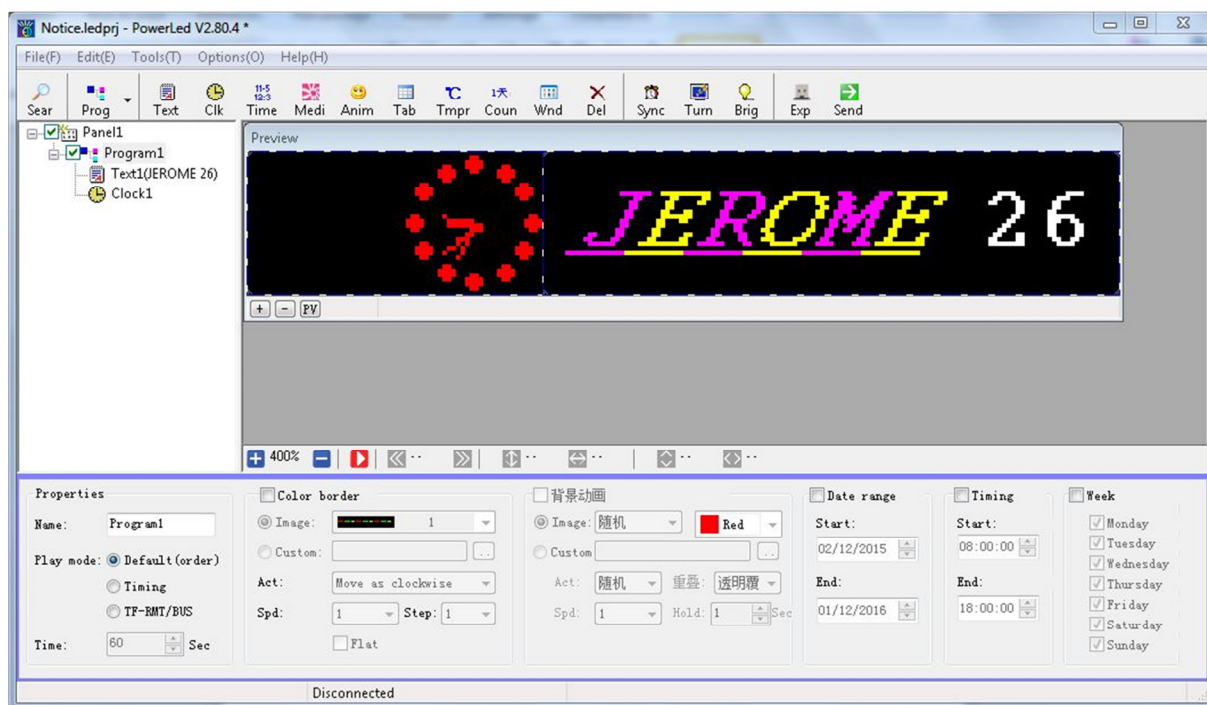 Notice.ledprj - PowerLed V2.80.4 *
File(F) Edit(E) Tools(T) Options(O) Help(H)
11-5
12:3
℃ 1天
Sear Prog Text Clk Time Medi Anim Tab Tmpr Coun Wnd Del Sync Turn Brig Exp Send
Panel1
Program1
Text1(JEROME 26)
Clock1
Preview
JEROME 26
+ - PV
400% -- -- -- --
Properties
Name: Program1
Play mode: Default(order)
Timing
TF-RMT/BUS
Time: 60 Sec
Color border
Image: 1
Custom: ..
Act: Move as clockwise
Spd: 1 Step: 1
Flat
背景动画
Image: 随机 Red
Custom ..
Act: 随机 重叠: 透明覆
Spd: 1 Hold: 1 Sec
Date range
Start:
02/12/2015
End:
01/12/2016
Timing
Start:
08:00:00
End:
18:00:00
Week
Monday
Tuesday
Wednesday
Thursday
Friday
Saturday
Sunday
Disconnected